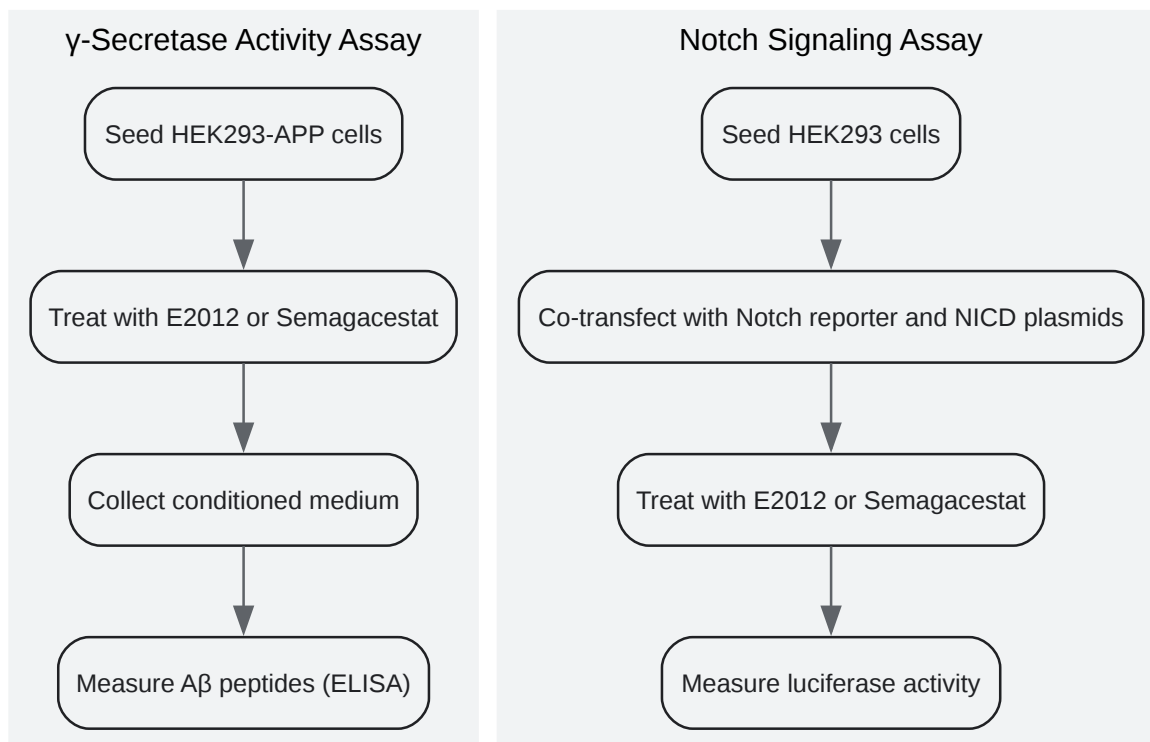 γ-Secretase Activity Assay
Seed HEK293-APP cells
Treat with E2012 or Semagacestat
Collect conditioned medium
Measure Aβ peptides (ELISA)
Notch Signaling Assay
Seed HEK293 cells
Co-transfect with Notch reporter and NICD plasmids
Treat with E2012 or Semagacestat
Measure luciferase activity